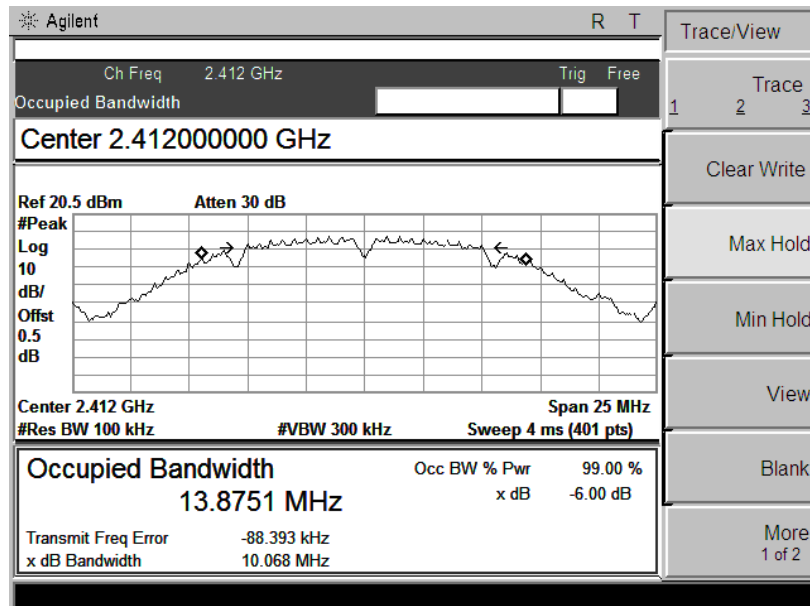 Agilent R T
Trace/View
Ch Freq 2.412 GHz Trig Free
Occupied Bandwidth
Trace
1 2 3
Center 2.412000000 GHz
Clear Write
Ref 20.5 dBm Atten 30 dB
#Peak
Log
10
dB/
Offst
0.5
dB
Max Hold
Min Hold
View
Center 2.412 GHz Span 25 MHz
#Res BW 100 kHz #VBW 300 kHz Sweep 4 ms (401 pts)
Occupied Bandwidth Occ BW % Pwr 99.00 %
13.8751 MHz x dB -6.00 dB
Blank
Transmit Freq Error -88.393 kHz
x dB Bandwidth 10.068 MHz
More
1 of 2